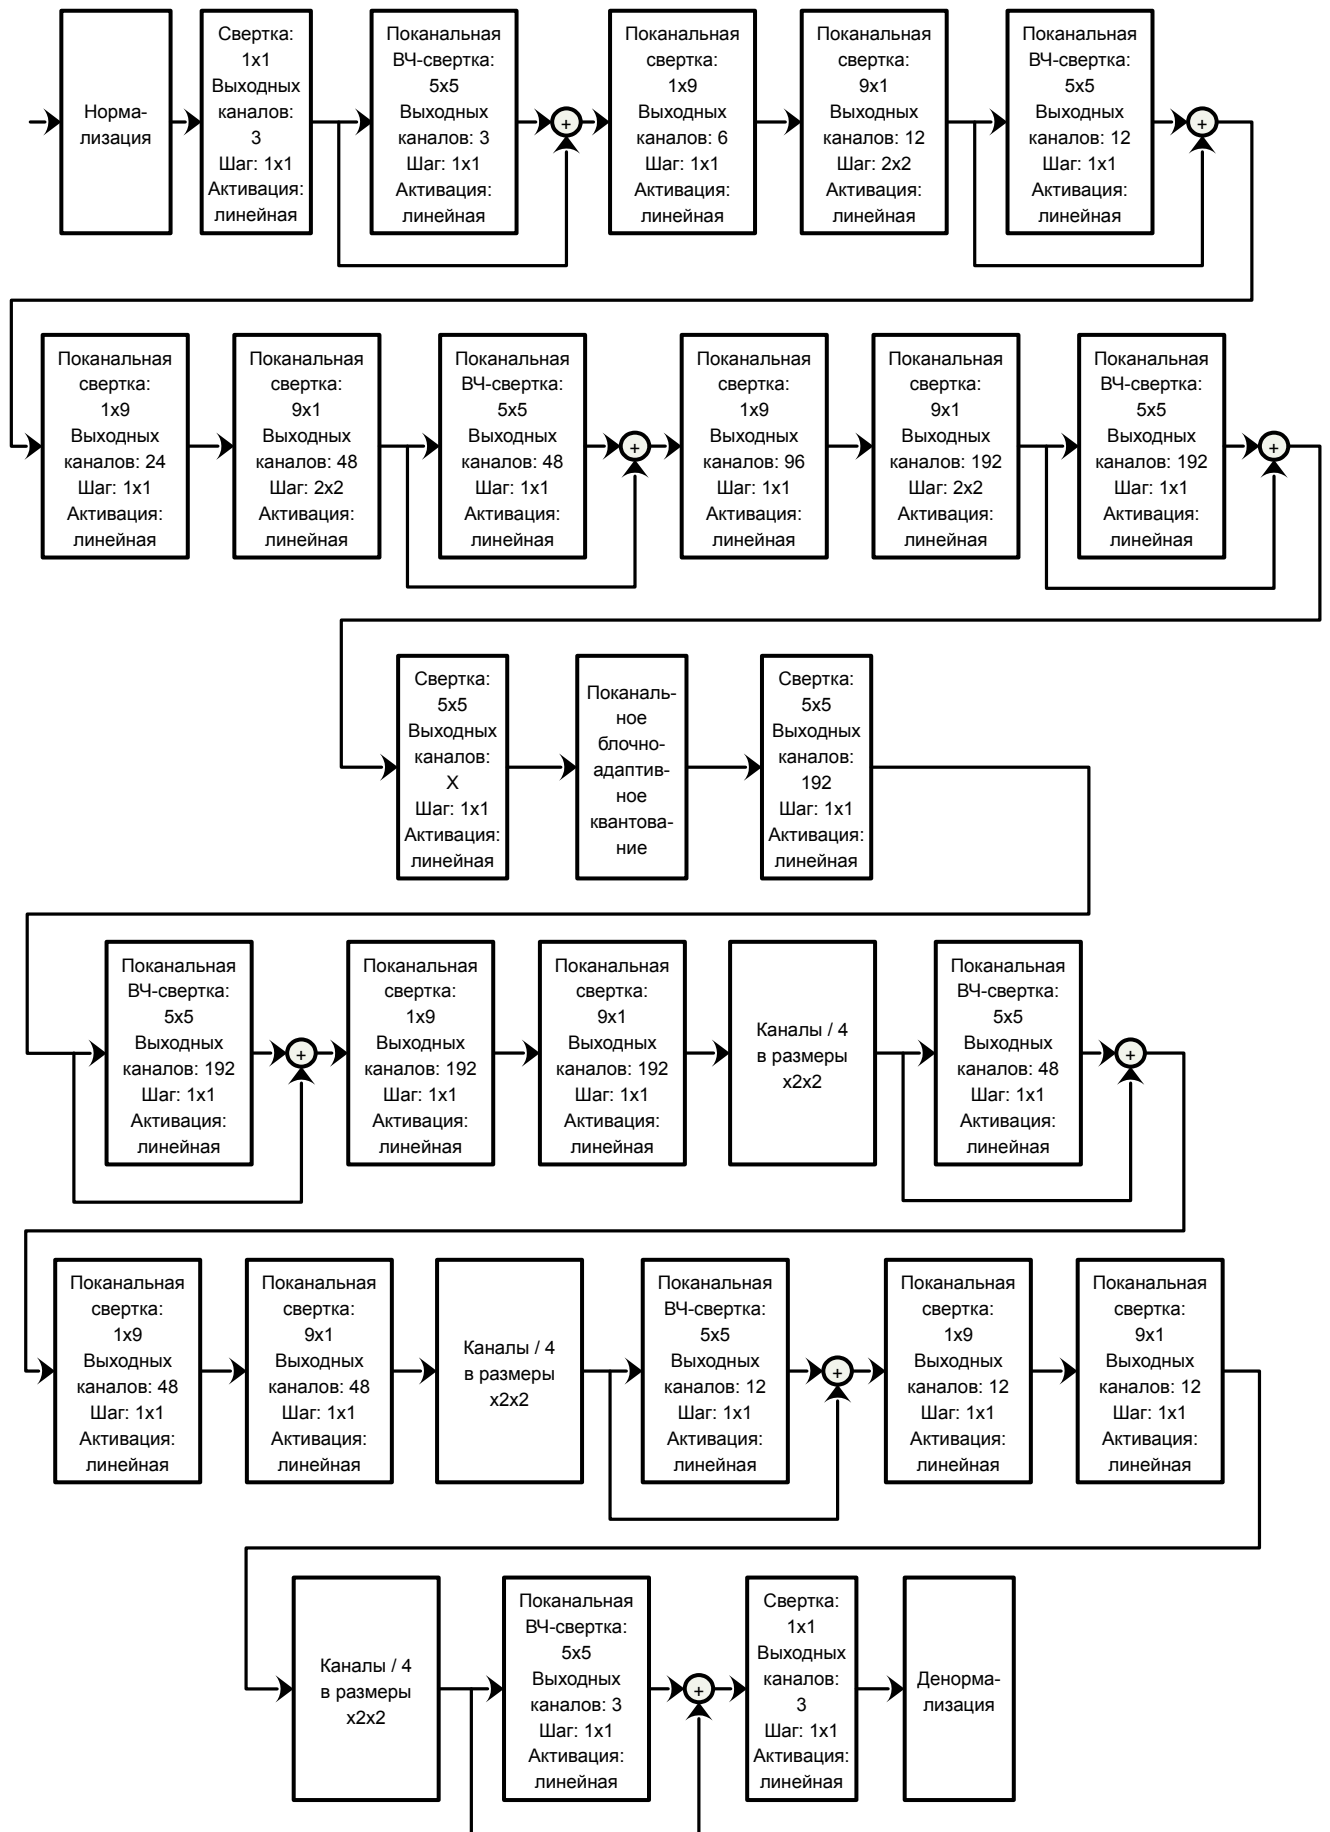 Норма-
лизация
Свертка:
1x1
Выходных
каналов:
3
Шаг: 1x1
Активация:
линейная
Поканальная
ВЧ-свертка:
5x5
Выходных
каналов: 3
Шаг: 1x1
Активация:
линейная
+
Поканальная
свертка:
1x9
Выходных
каналов: 6
Шаг: 1x1
Активация:
линейная
Поканальная
свертка:
9x1
Выходных
каналов: 12
Шаг: 2x2
Активация:
линейная
Поканальная
ВЧ-свертка:
5x5
Выходных
каналов: 12
Шаг: 1x1
Активация:
линейная
+
Поканальная
свертка:
1x9
Выходных
каналов: 24
Шаг: 1x1
Активация:
линейная
Поканальная
свертка:
9x1
Выходных
каналов: 48
Шаг: 2x2
Активация:
линейная
Поканальная
ВЧ-свертка:
5x5
Выходных
каналов: 48
Шаг: 1x1
Активация:
линейная
+
Поканальная
свертка:
1x9
Выходных
каналов: 96
Шаг: 1x1
Активация:
линейная
Поканальная
свертка:
9x1
Выходных
каналов: 192
Шаг: 2x2
Активация:
линейная
Поканальная
ВЧ-свертка:
5x5
Выходных
каналов: 192
Шаг: 1x1
Активация:
линейная
+
Свертка:
5x5
Выходных
каналов:
X
Шаг: 1x1
Активация:
линейная
Поканаль-
ное
блочно-
адаптив-
ное
квантова-
ние
Свертка:
5x5
Выходных
каналов:
192
Шаг: 1x1
Активация:
линейная
Поканальная
ВЧ-свертка:
5x5
Выходных
каналов: 192
Шаг: 1x1
Активация:
линейная
+
Поканальная
свертка:
1x9
Выходных
каналов: 192
Шаг: 1x1
Активация:
линейная
Поканальная
свертка:
9x1
Выходных
каналов: 192
Шаг: 1x1
Активация:
линейная
Каналы / 4
в размеры
x2x2
Поканальная
ВЧ-свертка:
5x5
Выходных
каналов: 48
Шаг: 1x1
Активация:
линейная
+
Поканальная
свертка:
1x9
Выходных
каналов: 48
Шаг: 1x1
Активация:
линейная
Поканальная
свертка:
9x1
Выходных
каналов: 48
Шаг: 1x1
Активация:
линейная
Каналы / 4
в размеры
x2x2
Поканальная
ВЧ-свертка:
5x5
Выходных
каналов: 12
Шаг: 1x1
Активация:
линейная
+
Поканальная
свертка:
1x9
Выходных
каналов: 12
Шаг: 1x1
Активация:
линейная
Поканальная
свертка:
9x1
Выходных
каналов: 12
Шаг: 1x1
Активация:
линейная
Каналы / 4
в размеры
x2x2
Поканальная
ВЧ-свертка:
5x5
Выходных
каналов: 3
Шаг: 1x1
Активация:
линейная
+
Свертка:
1x1
Выходных
каналов:
3
Шаг: 1x1
Активация:
линейная
Денорма-
лизация